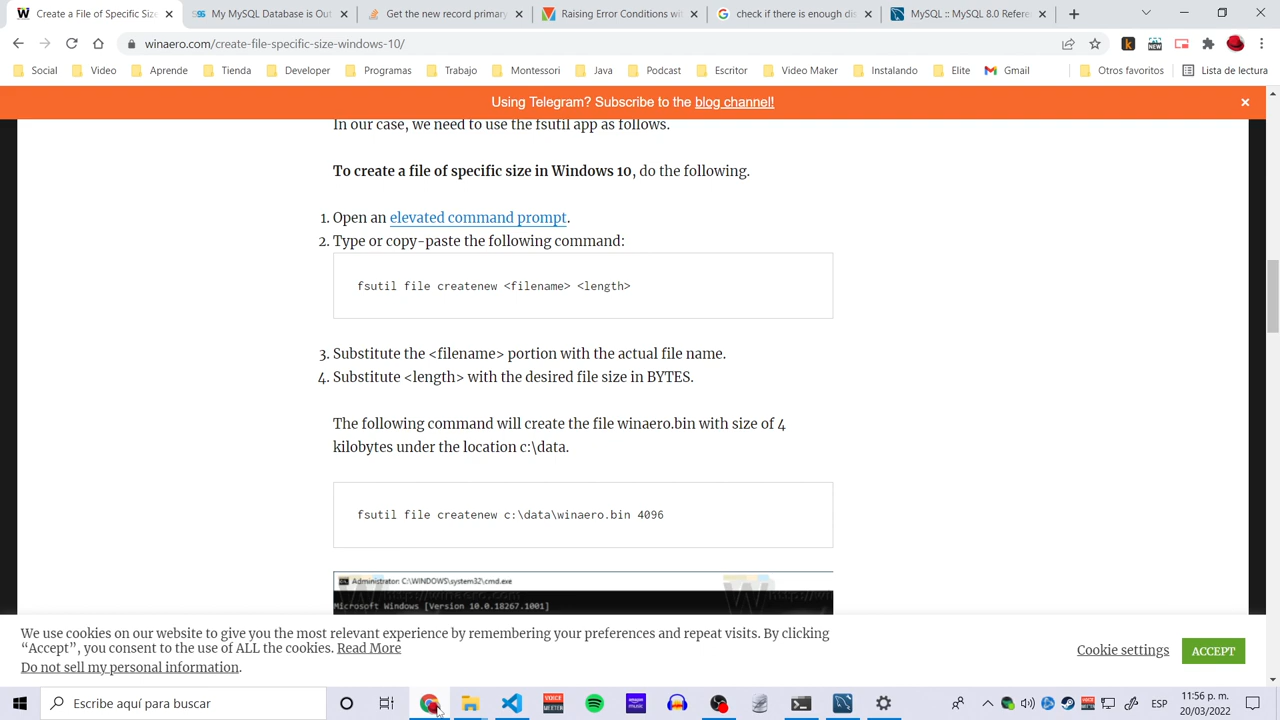 Create a File of Specific Size
My MySQL Database is Out
Get the new record primary
Raising Error Conditions with
check if there is enough dis
MySQL :: MySQL 8.0 Refere
winaero.com/create-file-specific-size-windows-10/
Social
Video
Aprende
Tienda
Developer
Programas
Trabajo
Montessori
Java
Podcast
Escritor
Video Maker
Instalando
Elite
Gmail
Otros favoritos
Lista de lectura
Using Telegram? Subscribe to the blog channel!
In our case, we need to use the fsutil app as follows.
To create a file of specific size in Windows 10, do the following.
1. Open an elevated command prompt.
2. Type or copy-paste the following command:
fsutil file createnew <filename> <length>
3. Substitute the <filename> portion with the actual file name.
4. Substitute <length> with the desired file size in BYTES.
The following command will create the file winaero.bin with size of 4
kilobytes under the location c:\data.
fsutil file createnew c:\data\winaero.bin 4096
Administrator: C:\WINDOWS\system32\cmd.exe
Microsoft Windows [Version 10.0.18267.1001]
We use cookies on our website to give you the most relevant experience by remembering your preferences and repeat visits. By clicking
“Accept”, you consent to the use of ALL the cookies. Read More
Do not sell my personal information.
Cookie settings
ACCEPT
Escribe aquí para buscar
ESP
11:56 p. m.
20/03/2022